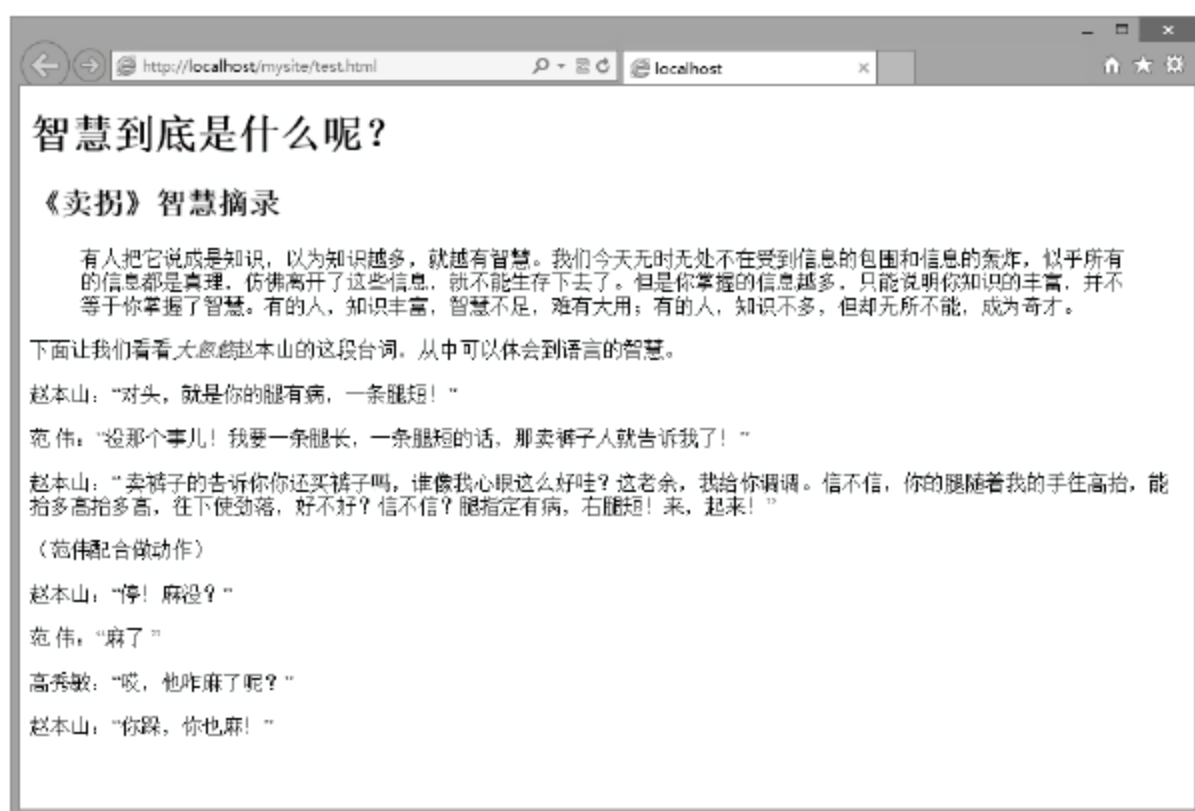 http://localhost/mysite/test.html
localhost
智慧到底是什么呢？
《卖拐》智慧摘录
有人把它说成是知识，以为知识越多，就越有智慧。我们今天无时无处不在受到信息的包围和信息的轰炸，似乎所有
的信息都是真理，仿佛离开了这些信息，就不能生存下去了。但是你掌握的信息越多，只能说明你知识的丰富，并不
等于你掌握了智慧。有的人，知识丰富，智慧不足，难有大用；有的人，知识不多，但却无所不能，成为奇才。
下面让我们看看大忽悠赵本山的这段台词，从中可以体会到语言的智慧。
赵本山：“对头，就是你的腿有病，一条腿短！”
范 伟：“没那个事儿！我要一条腿长，一条腿短的话，那卖裤子人就告诉我了！”
赵本山：“卖裤子的告诉你你还买裤子吗，谁像我心眼这么好哇？这老余，我给你调调。信不信，你的腿随着我的手往高抬，能
抬多高抬多高，往下使劲落，好不好？信不信？腿指定有病，右腿短！来，起来！”
（范伟配合做动作）
赵本山：“停！麻没？”
范 伟：“麻了 ”
高秀敏：“哎，他咋麻了呢？”
赵本山：“你跺，你也麻！”